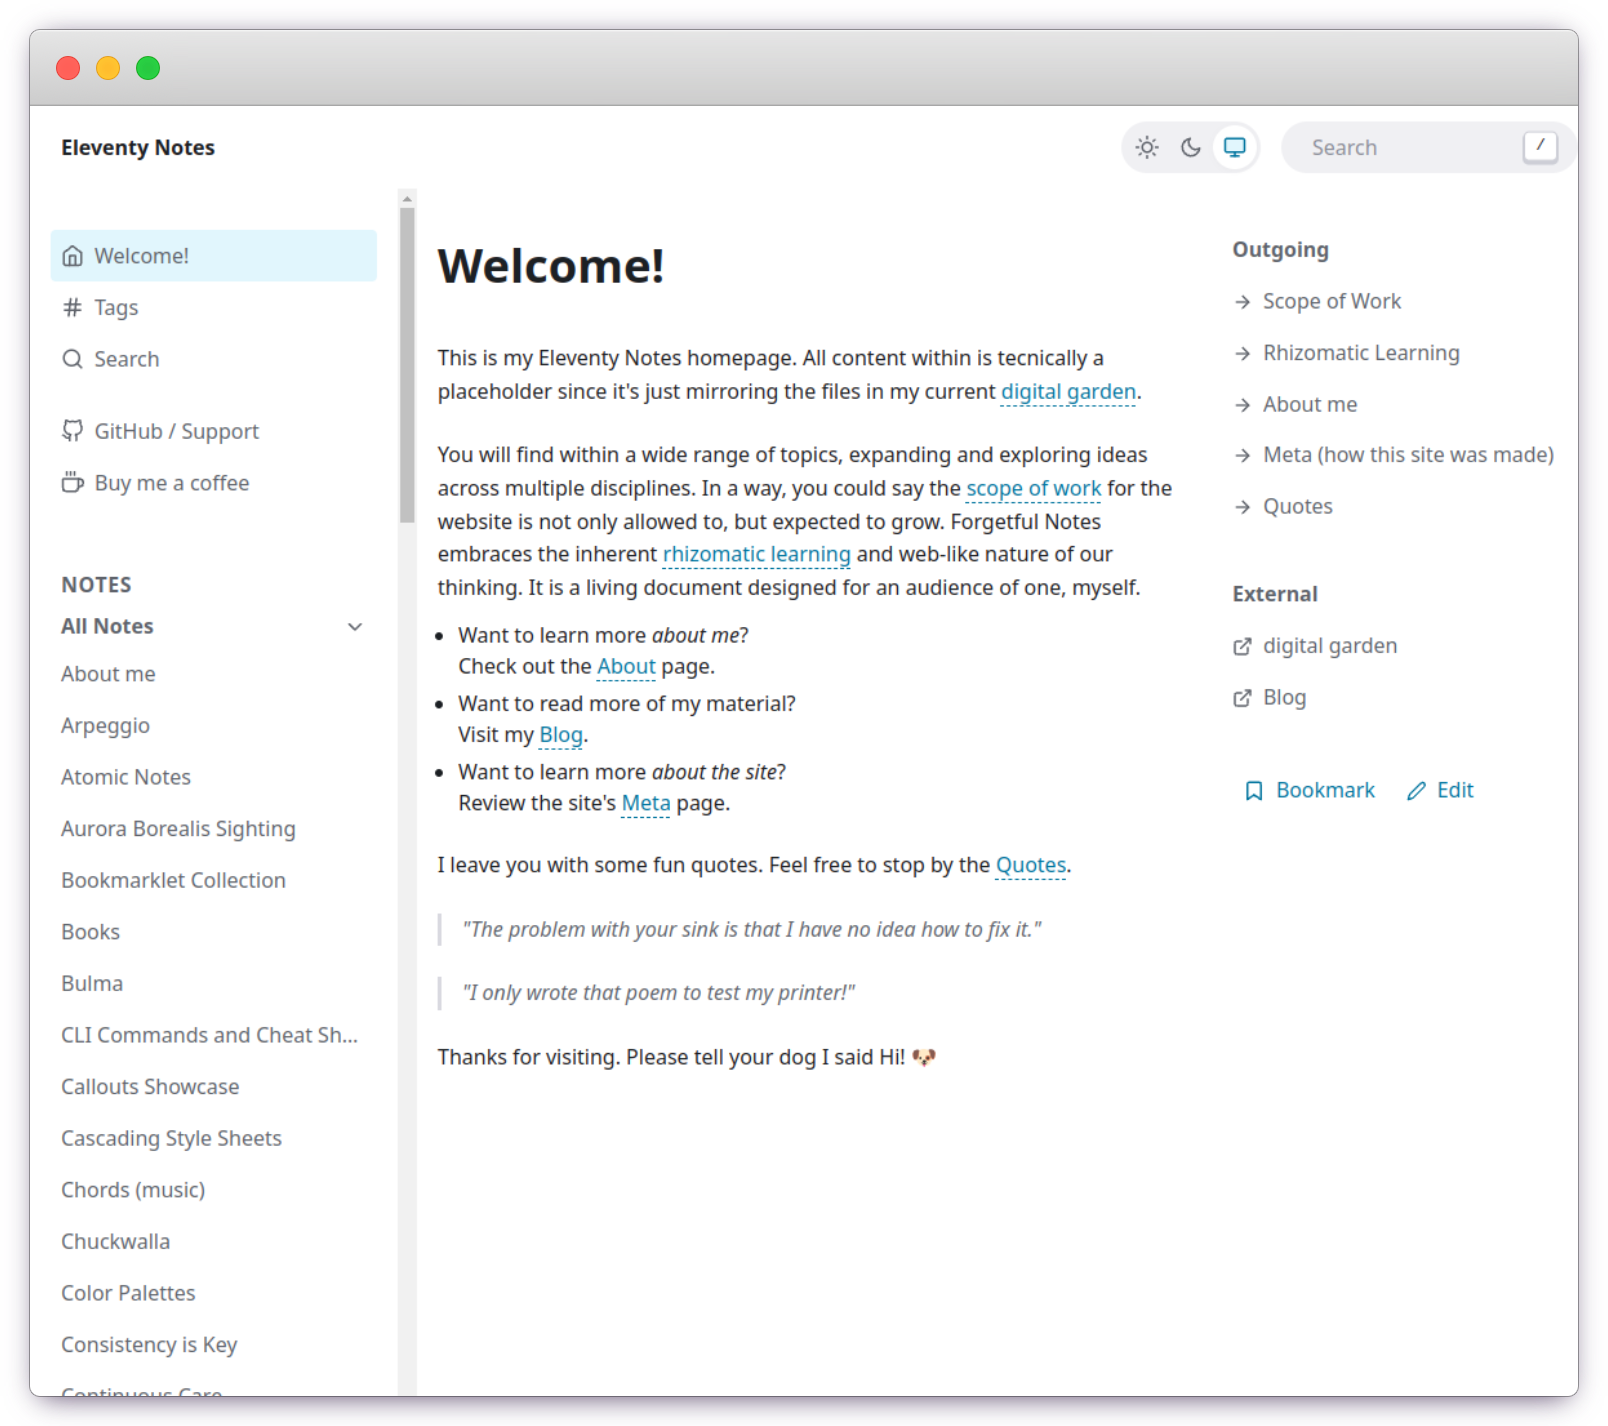 Eleventy Notes
Search
/
Welcome!
Tags
Search
GitHub / Support
Buy me a coffee
NOTES
All Notes
About me
Arpeggio
Atomic Notes
Aurora Borealis Sighting
Bookmarklet Collection
Books
Bulma
CLI Commands and Cheat Sh...
Callouts Showcase
Cascading Style Sheets
Chords (music)
Chuckwalla
Color Palettes
Consistency is Key
Continuous Care
Welcome!
This is my Eleventy Notes homepage. All content within is tecnically a
placeholder since it's just mirroring the files in my current digital garden.
You will find within a wide range of topics, expanding and exploring ideas
across multiple disciplines. In a way, you could say the scope of work for the
website is not only allowed to, but expected to grow. Forgetful Notes
embraces the inherent rhizomatic learning and web-like nature of our
thinking. It is a living document designed for an audience of one, myself.
• Want to learn more about me?
Check out the About page.
• Want to read more of my material?
Visit my Blog.
• Want to learn more about the site?
Review the site's Meta page.
I leave you with some fun quotes. Feel free to stop by the Quotes.
"The problem with your sink is that I have no idea how to fix it."
"I only wrote that poem to test my printer!"
Thanks for visiting. Please tell your dog I said Hi! 🐶
Outgoing
Scope of Work
Rhizomatic Learning
About me
Meta (how this site was made)
Quotes
External
digital garden
Blog
Bookmark
Edit